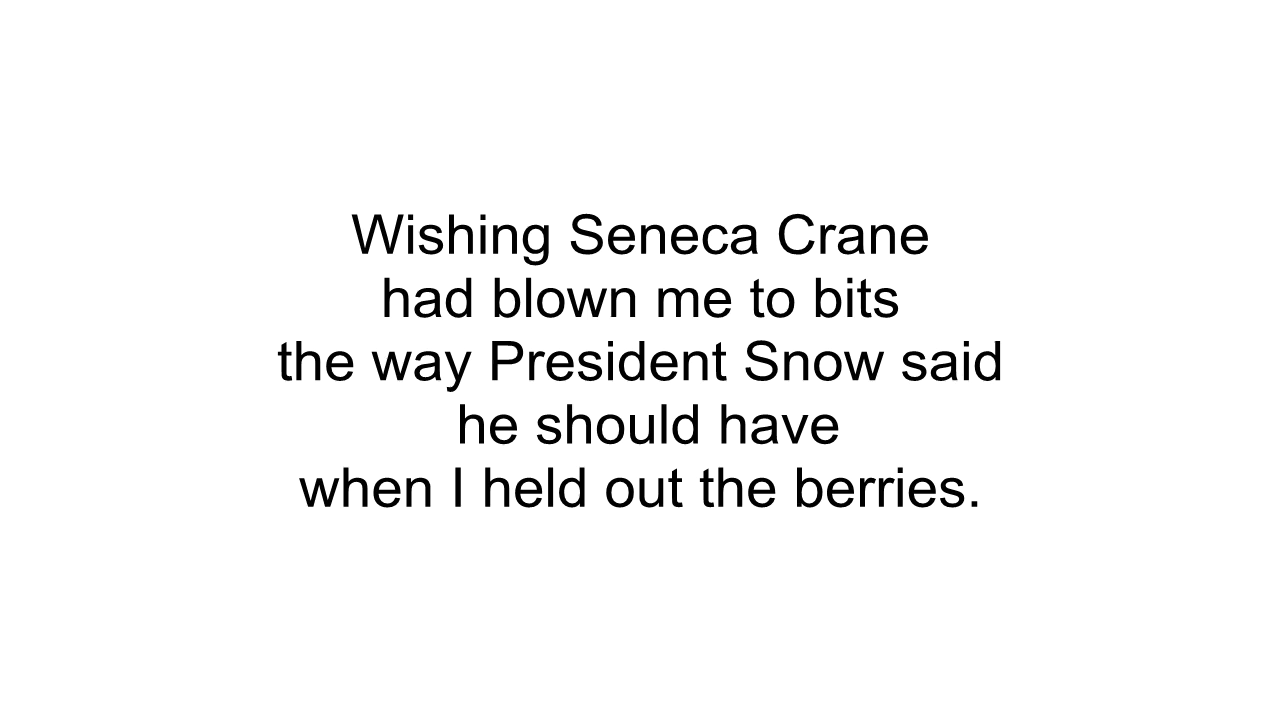 Wishing Seneca Crane
had blown me to bits
the way President Snow said
he should have
when I held out the berries.